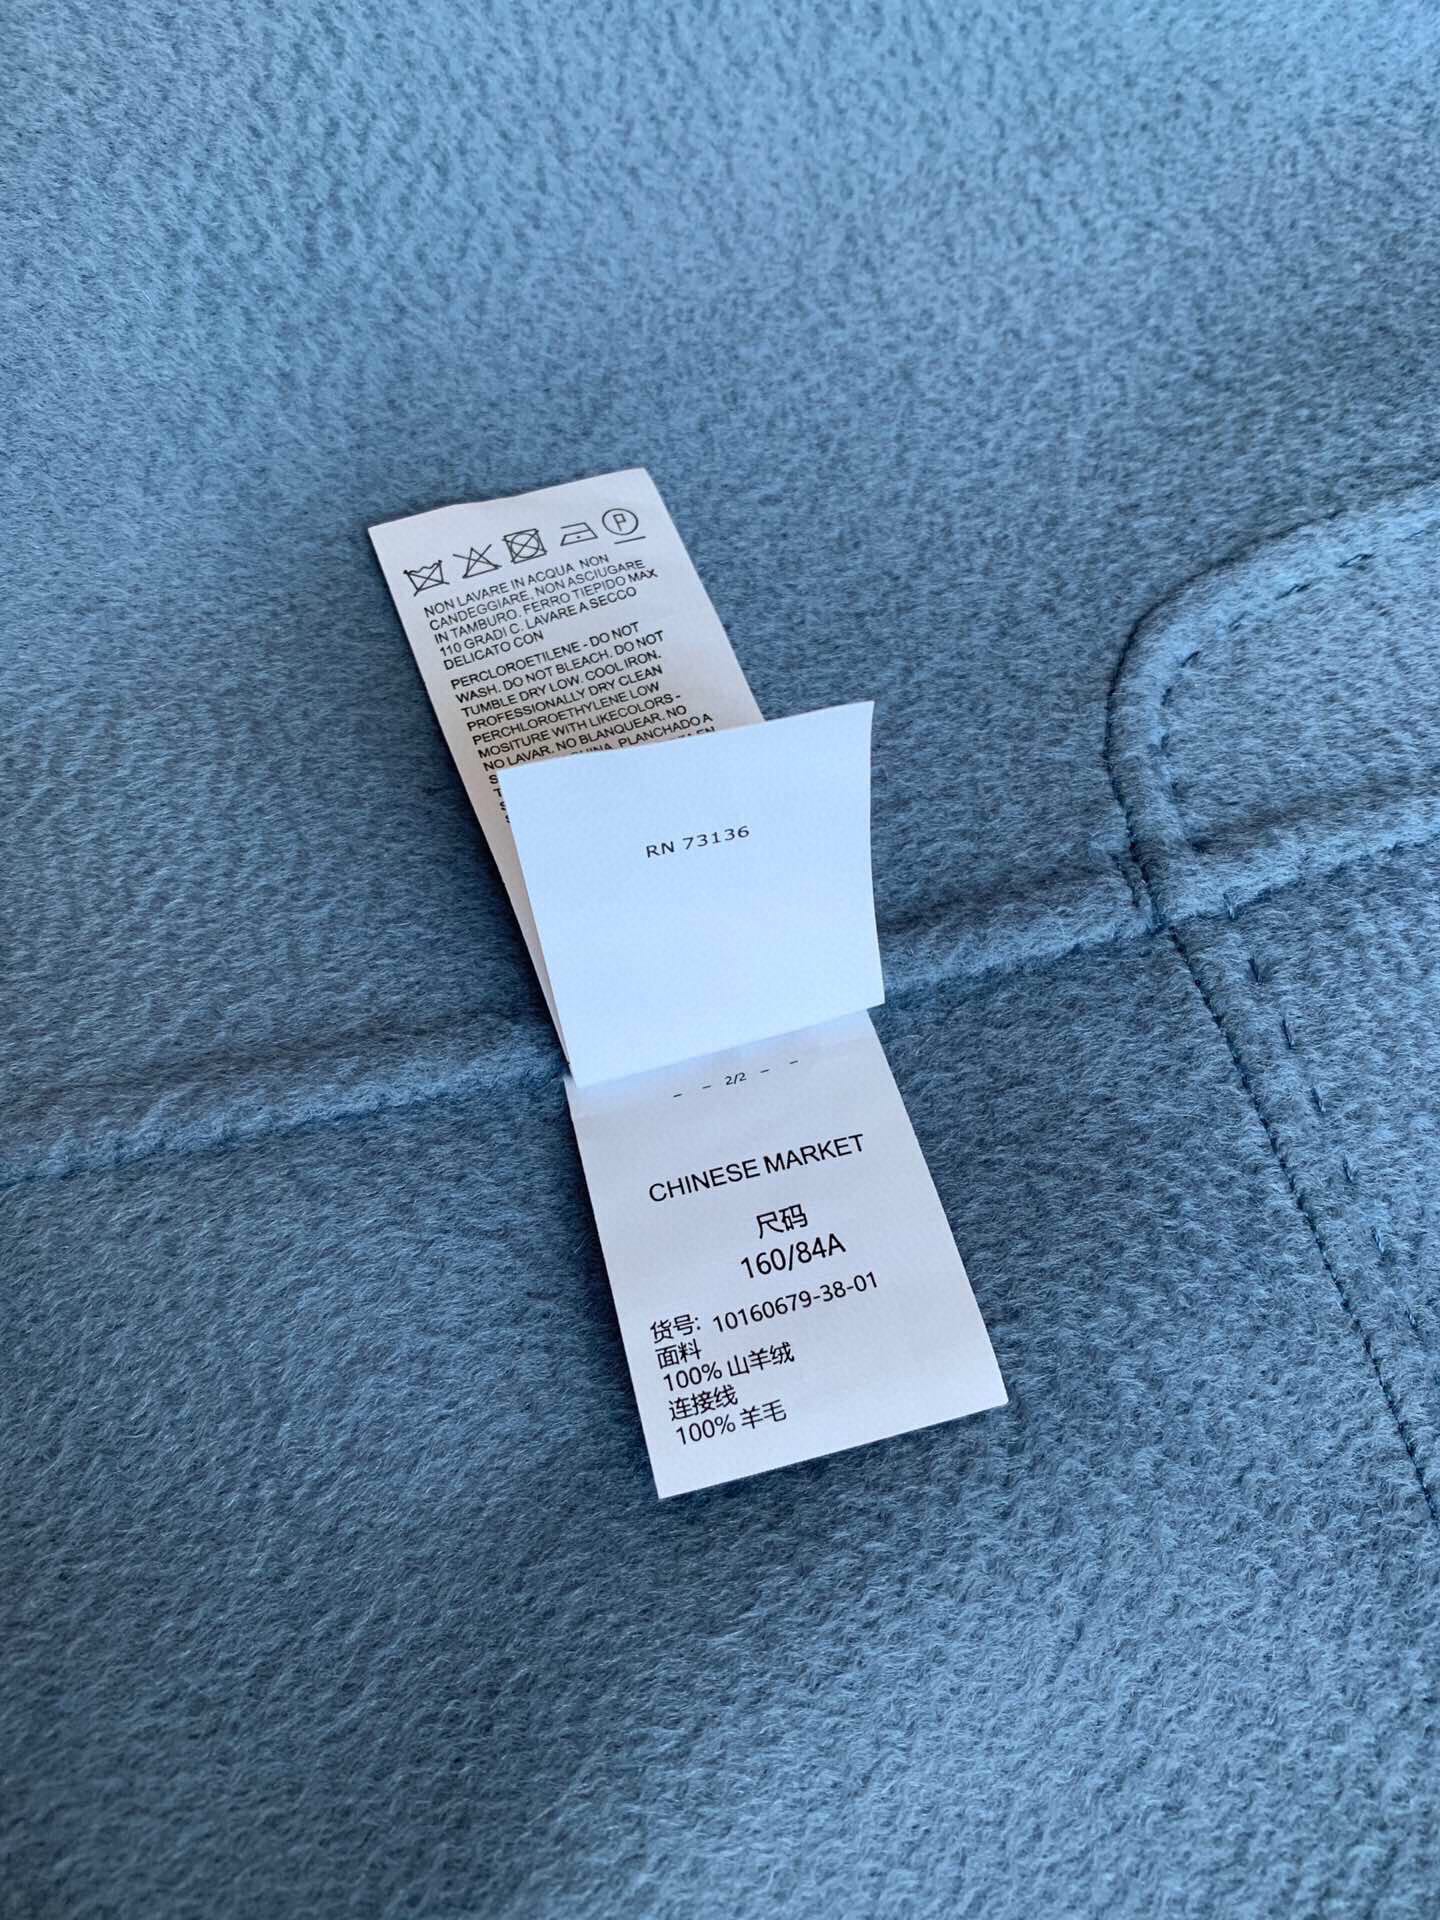 NON LAVARE IN ACQUA NON
CANDEGGIARE, NON ASCIUGARE
IN TAMBURO. FERRO TIEPIDO MAX
110 GRADI C. LAVARE A SECCO
DELICATO CON
PERCLOROETILENE - DO NOT
WASH. DO NOT BLEACH. DO NOT
TUMBLE DRY LOW. COOL IRON.
PROFESSIONALLY DRY CLEAN
PERCHLOROETHYLENE LOW
MOSITURE WITH LIKECOLORS -
NO LAVAR. NO BLANQUEAR. NO
PLANCHADO A
RN 73136
- - 2/2 - -
CHINESE MARKET
尺码
160/84A
货号: 10160679-38-01
面料
100% 山羊绒
连接线
100% 羊毛